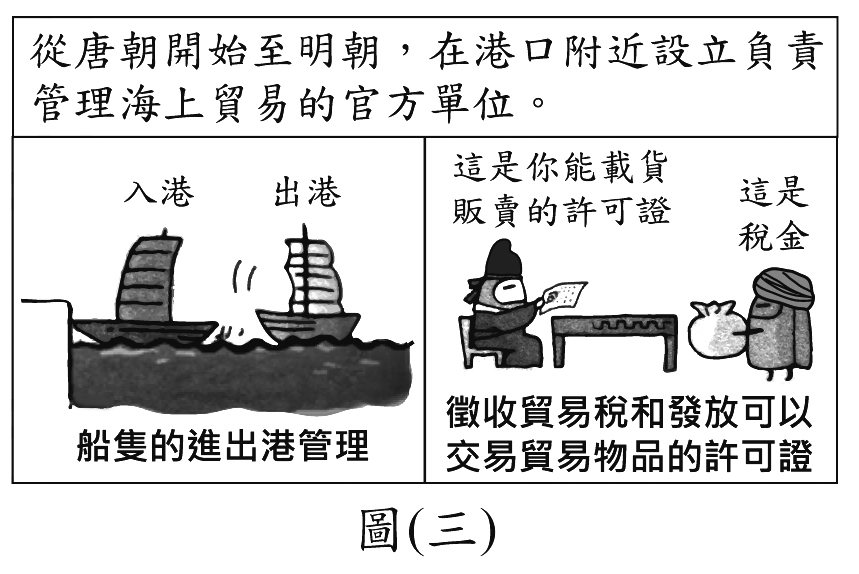 從唐朝開始至明朝，在港口附近設立負責
管理海上貿易的官方單位。
入港
出港
船隻的進出港管理
這是你能載貨
販賣的許可證
這是
稅金
徵收貿易稅和發放可以
交易貿易物品的許可證
圖(三)